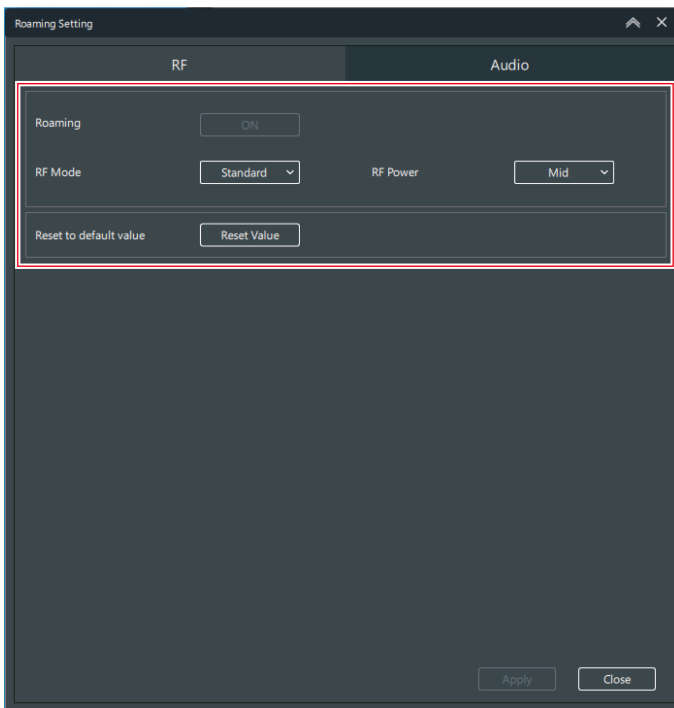 Roaming Setting
RF
Audio
Roaming
ON
RF Mode
Standard
RF Power
Mid
Reset to default value
Reset Value
Apply
Close